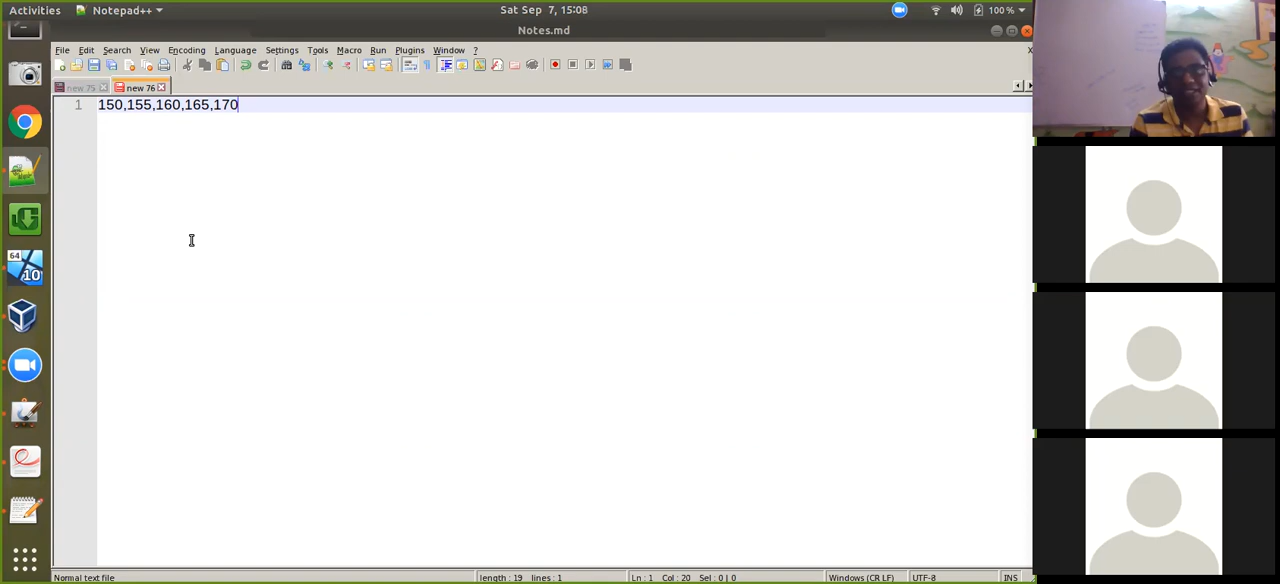 Activities Notepad++ Sat Sep 7, 15:08 100 %
Notes.md
File Edit Search View Encoding Language Settings Tools Macro Run Plugins Window ?
new 75 new 76
1 150,155,160,165,170
64
10
Normal text file length : 19 lines : 1 Ln : 1 Col : 20 Sel : 0 | 0 Windows (CR LF) UTF-8 INS